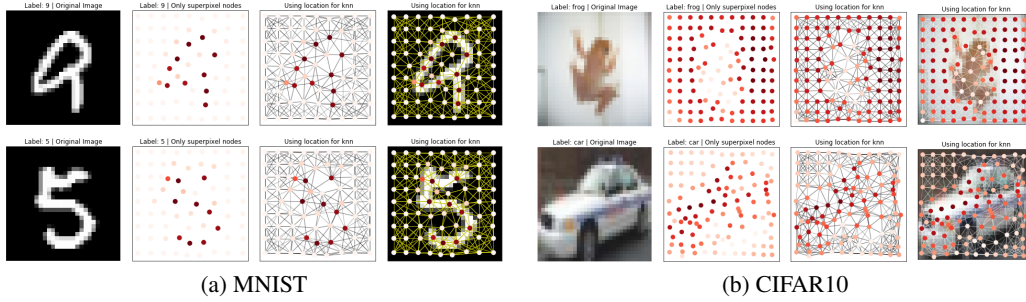 Label: 9 | Original Image
Label: 9 | Only superpixel nodes
Using location for knn
Using location for knn
Label: 5 | Original Image
Label: 5 | Only superpixel nodes
Using location for knn
Using location for knn
(a) MNIST
Label: frog | Original Image
Label: frog | Only superpixel nodes
Using location for knn
Using location for knn
Label: car | Original Image
Label: car | Only superpixel nodes
Using location for knn
Using location for knn
(b) CIFAR10